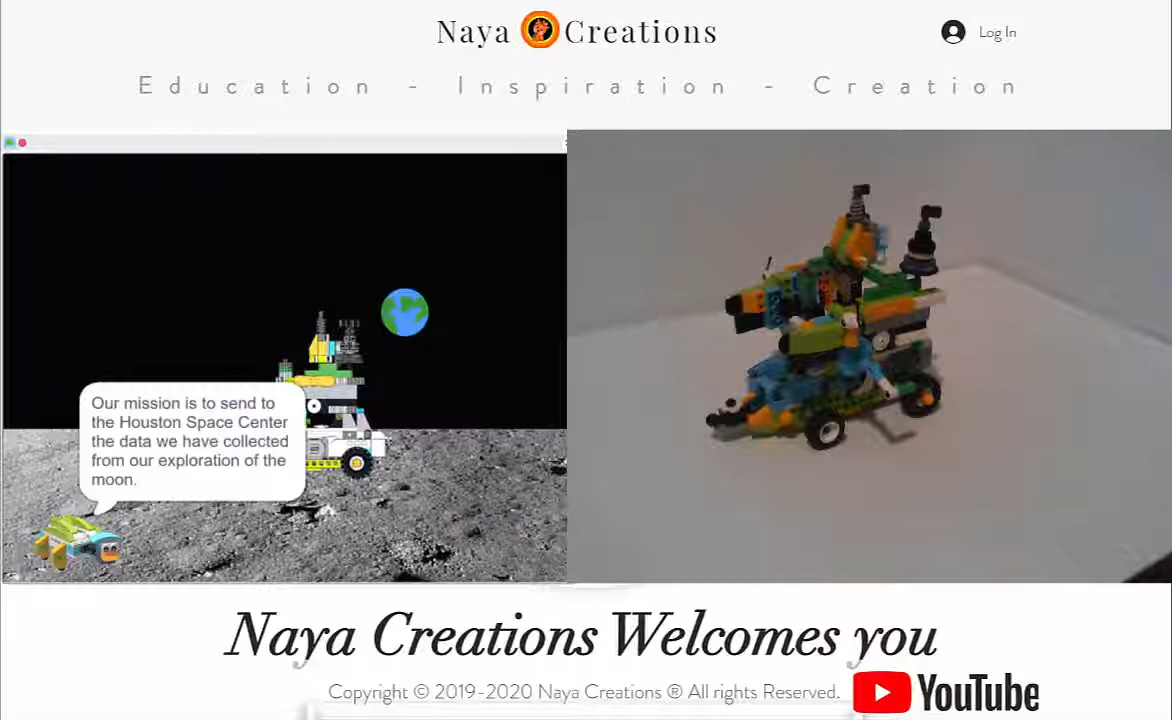 Naya Creations
Log In
Education - Inspiration - Creation
Our mission is to send to
the Houston Space Center
the data we have collected
from our exploration of the
moon.
Naya Creations Welcomes you
Copyright © 2019-2020 Naya Creations ® All rights Reserved.
YouTube